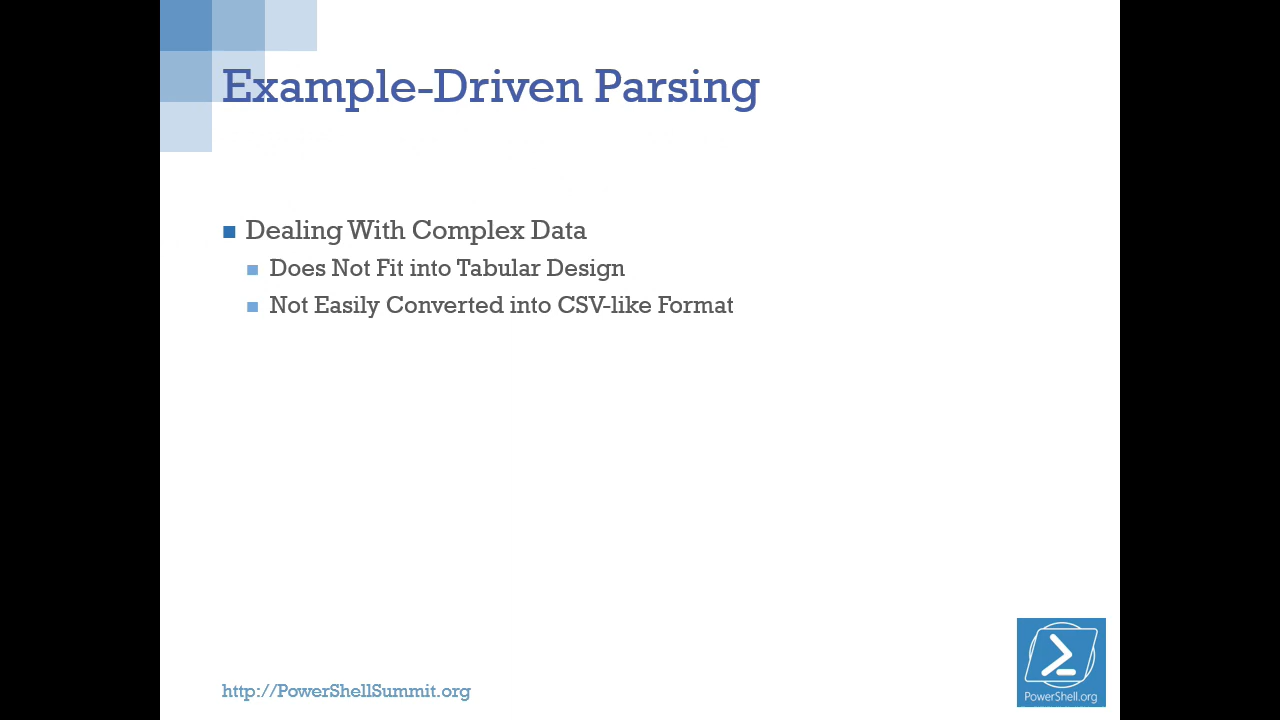 Example-Driven Parsing
Dealing With Complex Data
Does Not Fit into Tabular Design
Not Easily Converted into CSV-like Format
http://PowerShellSummit.org
PowerShell.org